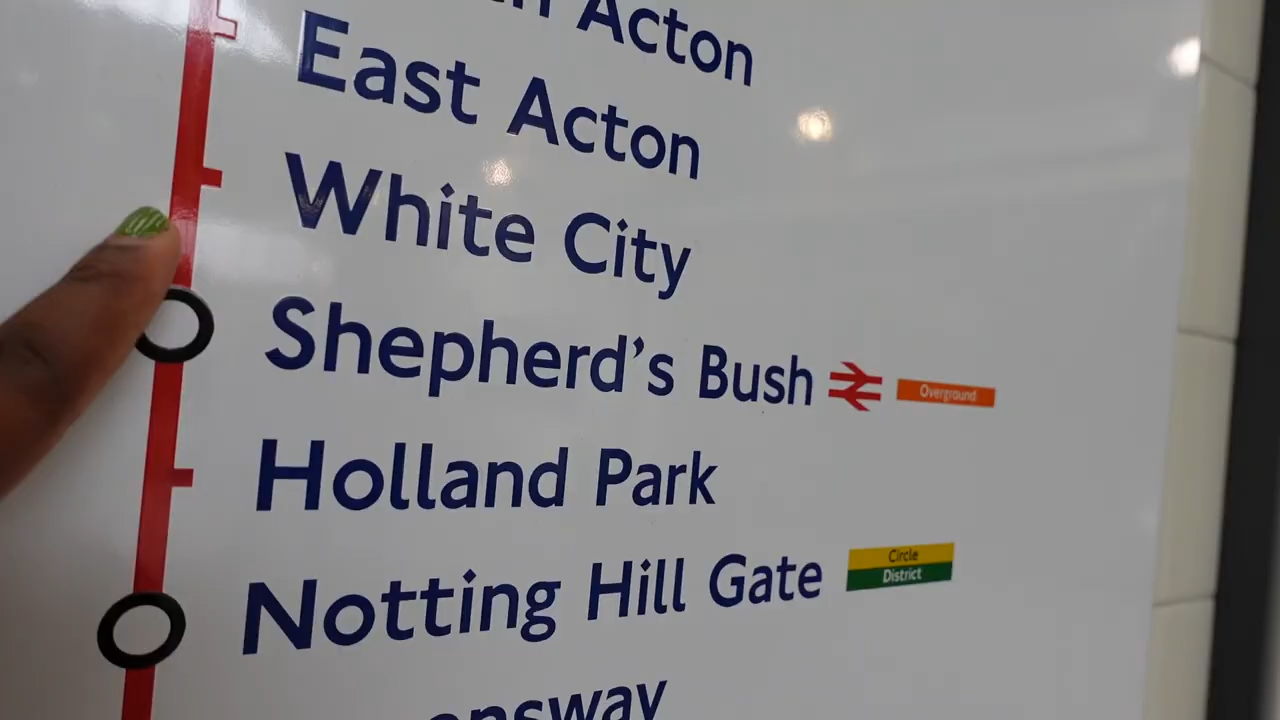 Acton
East Acton
White City
Shepherd's Bush Overground
Holland Park
Notting Hill Gate Circle District